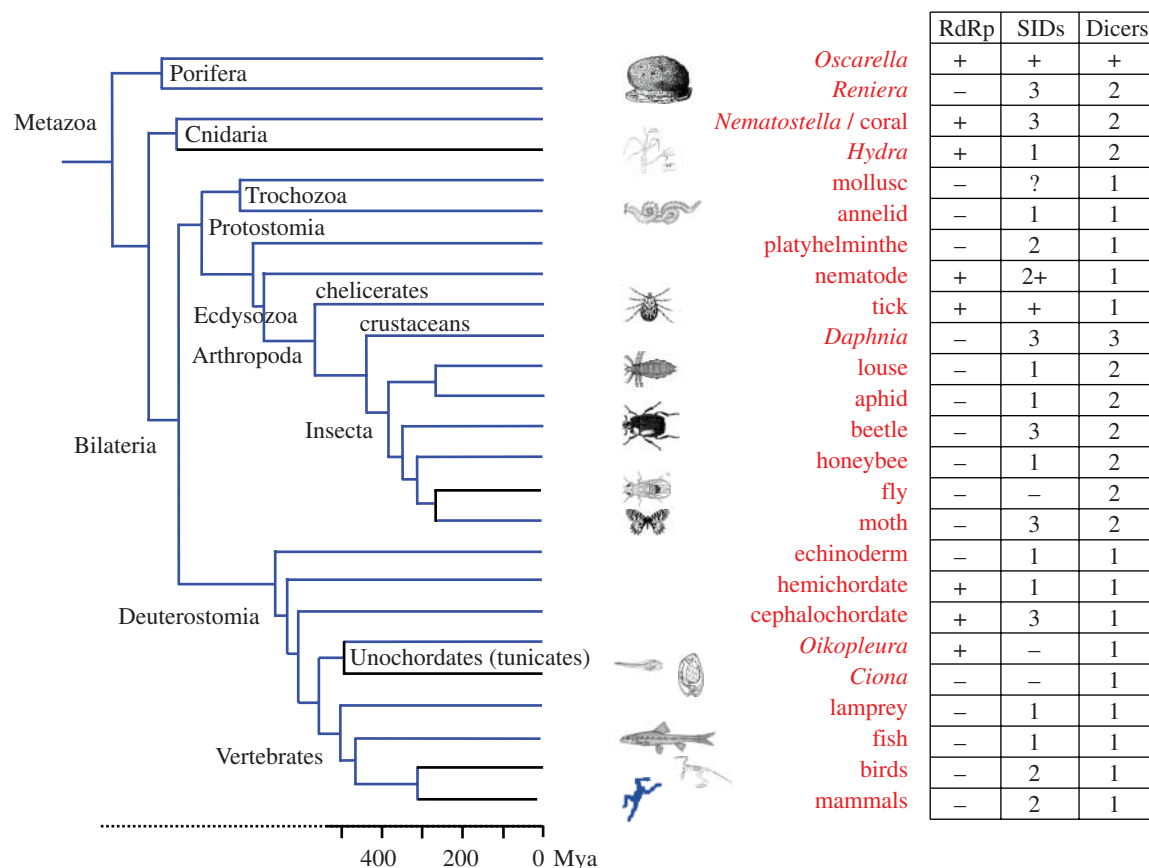 RdRp SIDs Dicers
Oscarella + + +
Porifera
Reniera – 3 2
Metazoa
Nematostella / coral + 3 2
Cnidaria
Hydra + 1 2
mollusc – ? 1
Trochozoa
annelid – 1 1
Protostomia
platyhelminthe – 2 1
nematode + 2+ 1
chelicerates
tick + + 1
Ecdysozoa
crustaceans
Daphnia – 3 3
Arthropoda
louse – 1 2
aphid – 1 2
Insecta
beetle – 3 2
Bilateria
honeybee – 1 2
fly – – 2
moth – 3 2
echinoderm – 1 1
hemichordate + 1 1
Deuterostomia
cephalochordate + 3 1
Oikopleura + – 1
Unochordates (tunicates)
Ciona – – 1
lamprey – 1 1
fish – 1 1
Vertebrates
birds – 2 1
mammals – 2 1
400 200 0 Mya